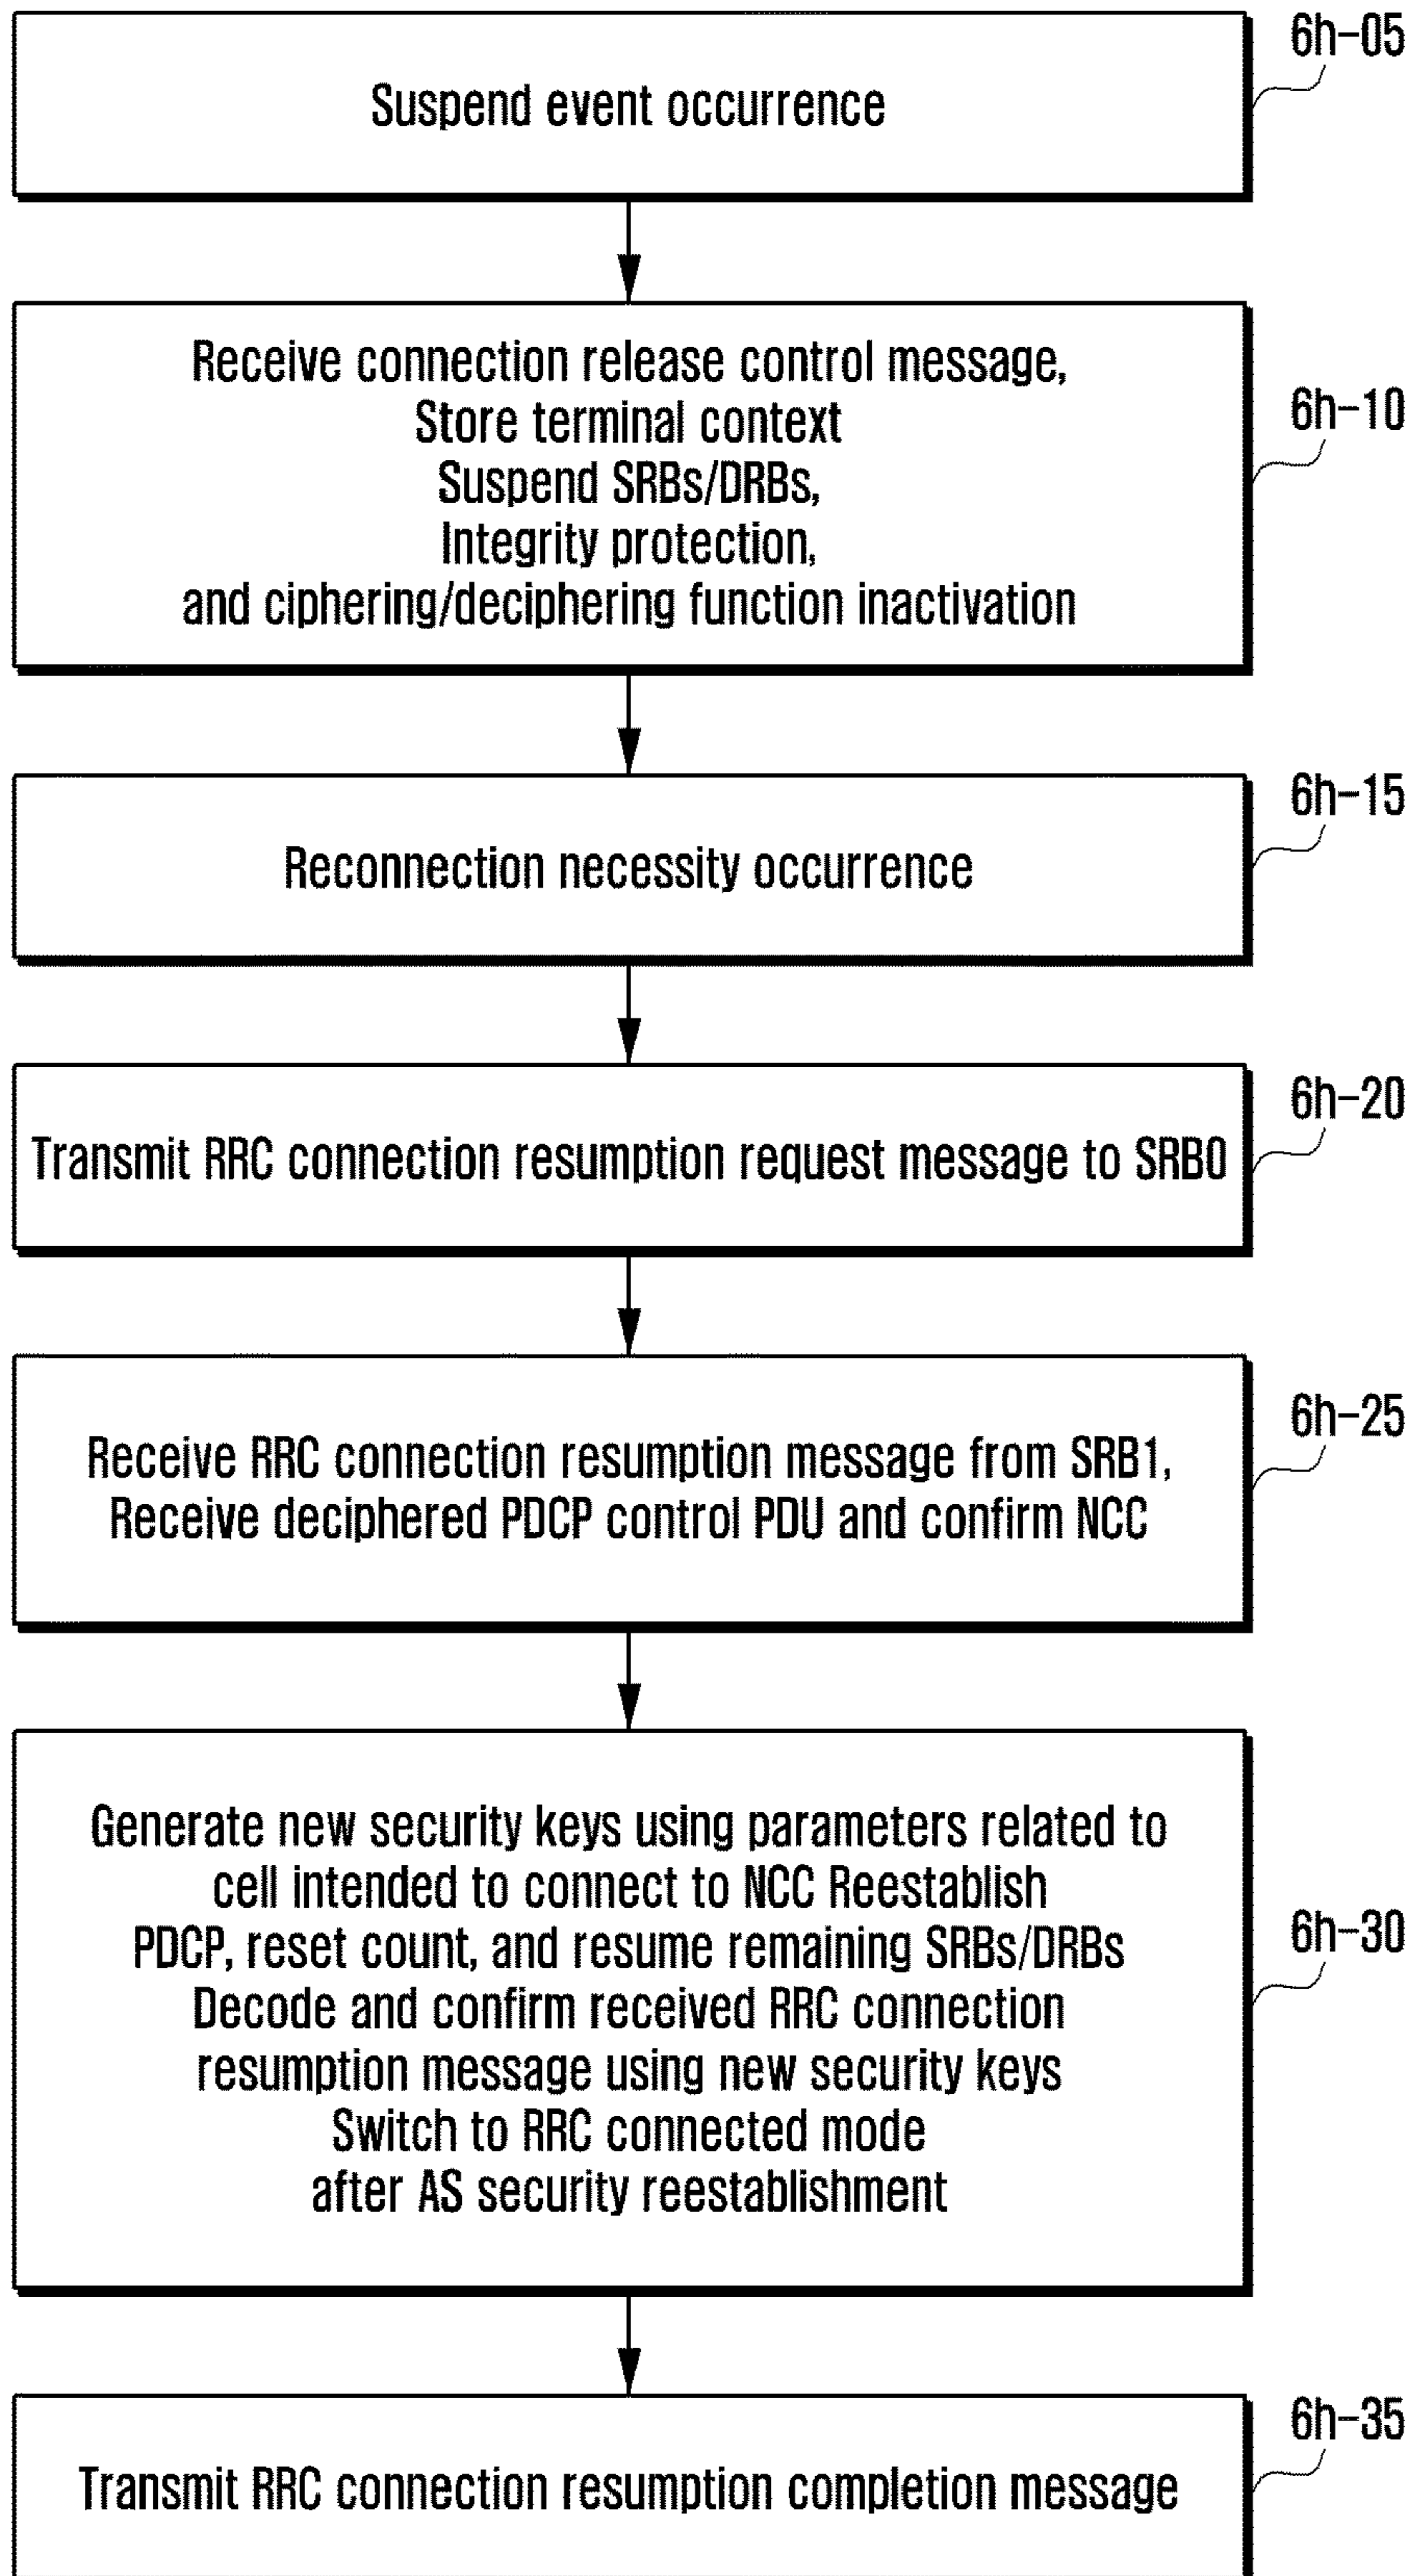 6h-05
Suspend event occurrence
Receive connection release control message,
Store terminal context
Suspend SRBs/DRBs,
Integrity protection,
and ciphering/deciphering function inactivation
6h-10
6h-15
Reconnection necessity occurrence
6h-20
Transmit RRC connection resumption request message to SRB0
6h-25
Receive RRC connection resumption message from SRB1,
Receive deciphered PDCP control PDU and confirm NCC
Generate new security keys using parameters related to
cell intended to connect to NCC Reestablish
PDCP, reset count, and resume remaining SRBs/DRBs
Decode and confirm received RRC connection
resumption message using new security keys
Switch to RRC connected mode
after AS security reestablishment
6h-30
6h-35
Transmit RRC connection resumption completion message